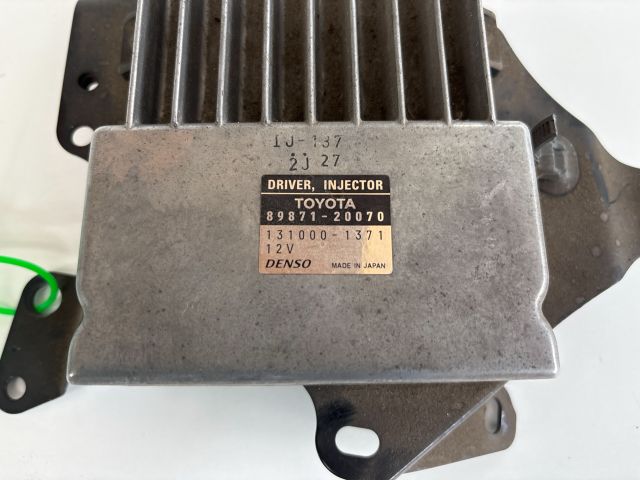 1J-137
2J 27
DRIVER, INJECTOR
TOYOTA
89871-20070
131000-1371
12V
DENSO MADE IN JAPAN